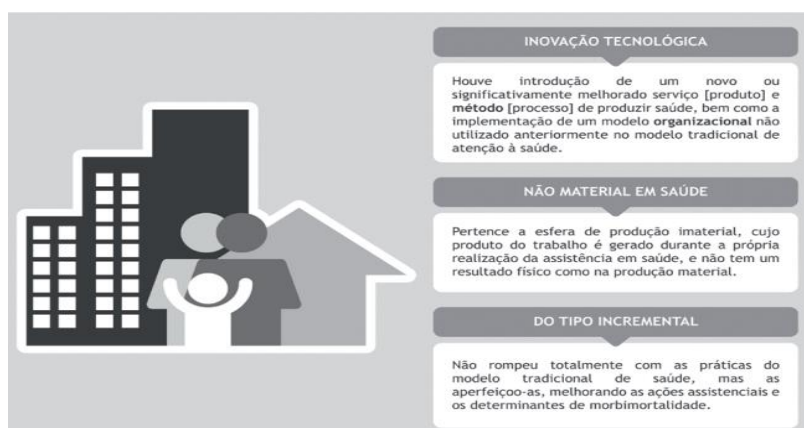 INOVAÇÃO TECNOLÓGICA
Houve introdução de um novo ou
significativamente melhorado serviço [produto] e
método [processo] de produzir saúde, bem como a
implementação de um modelo organizacional não
utilizado anteriormente no modelo tradicional de
atenção à saúde.
NÃO MATERIAL EM SAÚDE
Pertence a esfera de produção imaterial, cujo
produto do trabalho é gerado durante a própria
realização da assistência em saúde, e não tem um
resultado físico como na produção material.
DO TIPO INCREMENTAL
Não rompeu totalmente com as práticas do
modelo tradicional de saúde, mas as
aperfeiçoo-as, melhorando as ações assistenciais e
os determinantes de morbimortalidade.